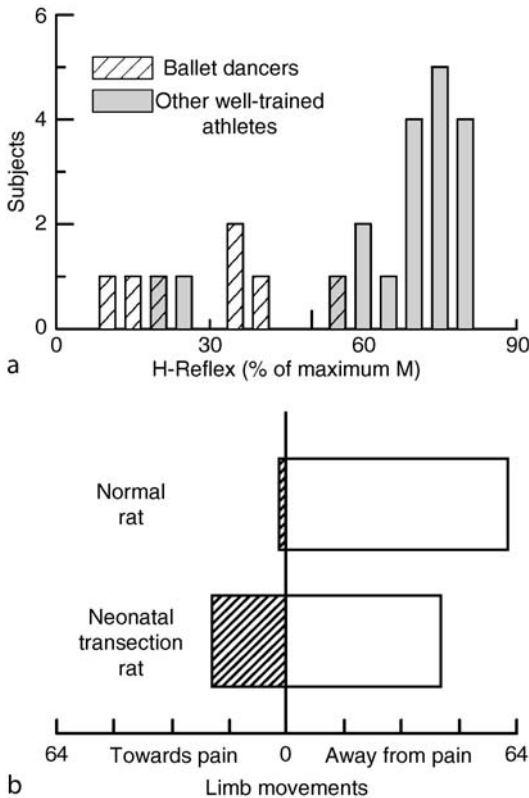 6
Ballet dancers
Other well-trained
athletes
4
Subjects
2
0
0 30 60 90
a
H-Reflex (% of maximum M)
Normal
rat
Neonatal
transection
rat
64 Towards pain 0 Away from pain 64
b
Limb movements